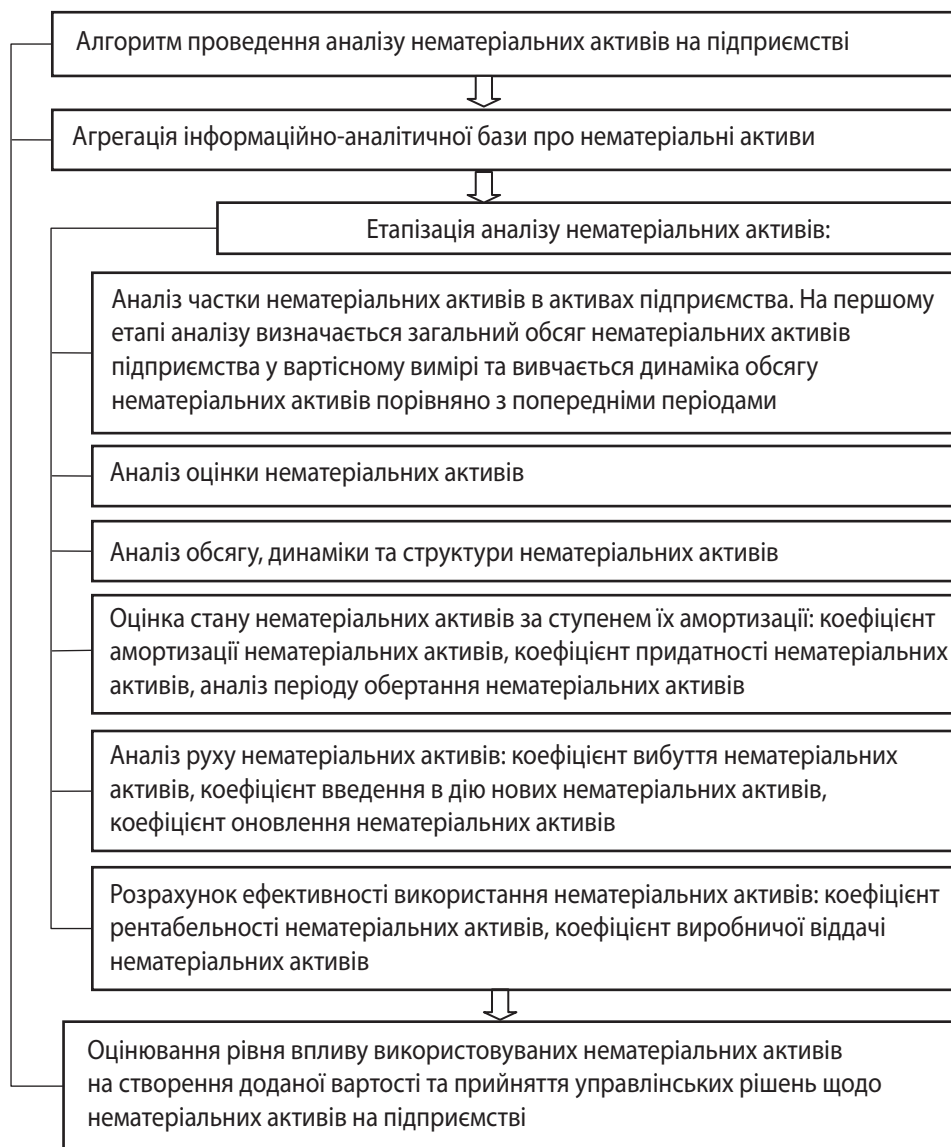 Алгоритм проведення аналізу нематеріальних активів на підприємстві
Агрегація інформаційно-аналітичної бази про нематеріальні активи
Етапізація аналізу нематеріальних активів:
Аналіз частки нематеріальних активів в активах підприємства. На першому
етапі аналізу визначається загальний обсяг нематеріальних активів
підприємства у вартісному вимірі та вивчається динаміка обсягу
нематеріальних активів порівняно з попередніми періодами
Аналіз оцінки нематеріальних активів
Аналіз обсягу, динаміки та структури нематеріальних активів
Оцінка стану нематеріальних активів за ступенем їх амортизації: коефіцієнт
амортизації нематеріальних активів, коефіцієнт придатності нематеріальних
активів, аналіз періоду обертання нематеріальних активів
Аналіз руху нематеріальних активів: коефіцієнт вибуття нематеріальних
активів, коефіцієнт введення в дію нових нематеріальних активів,
коефіцієнт оновлення нематеріальних активів
Розрахунок ефективності використання нематеріальних активів: коефіцієнт
рентабельності нематеріальних активів, коефіцієнт виробничої віддачі
нематеріальних активів
Оцінювання рівня впливу використовуваних нематеріальних активів
на створення доданої вартості та прийняття управлінських рішень щодо
нематеріальних активів на підприємстві